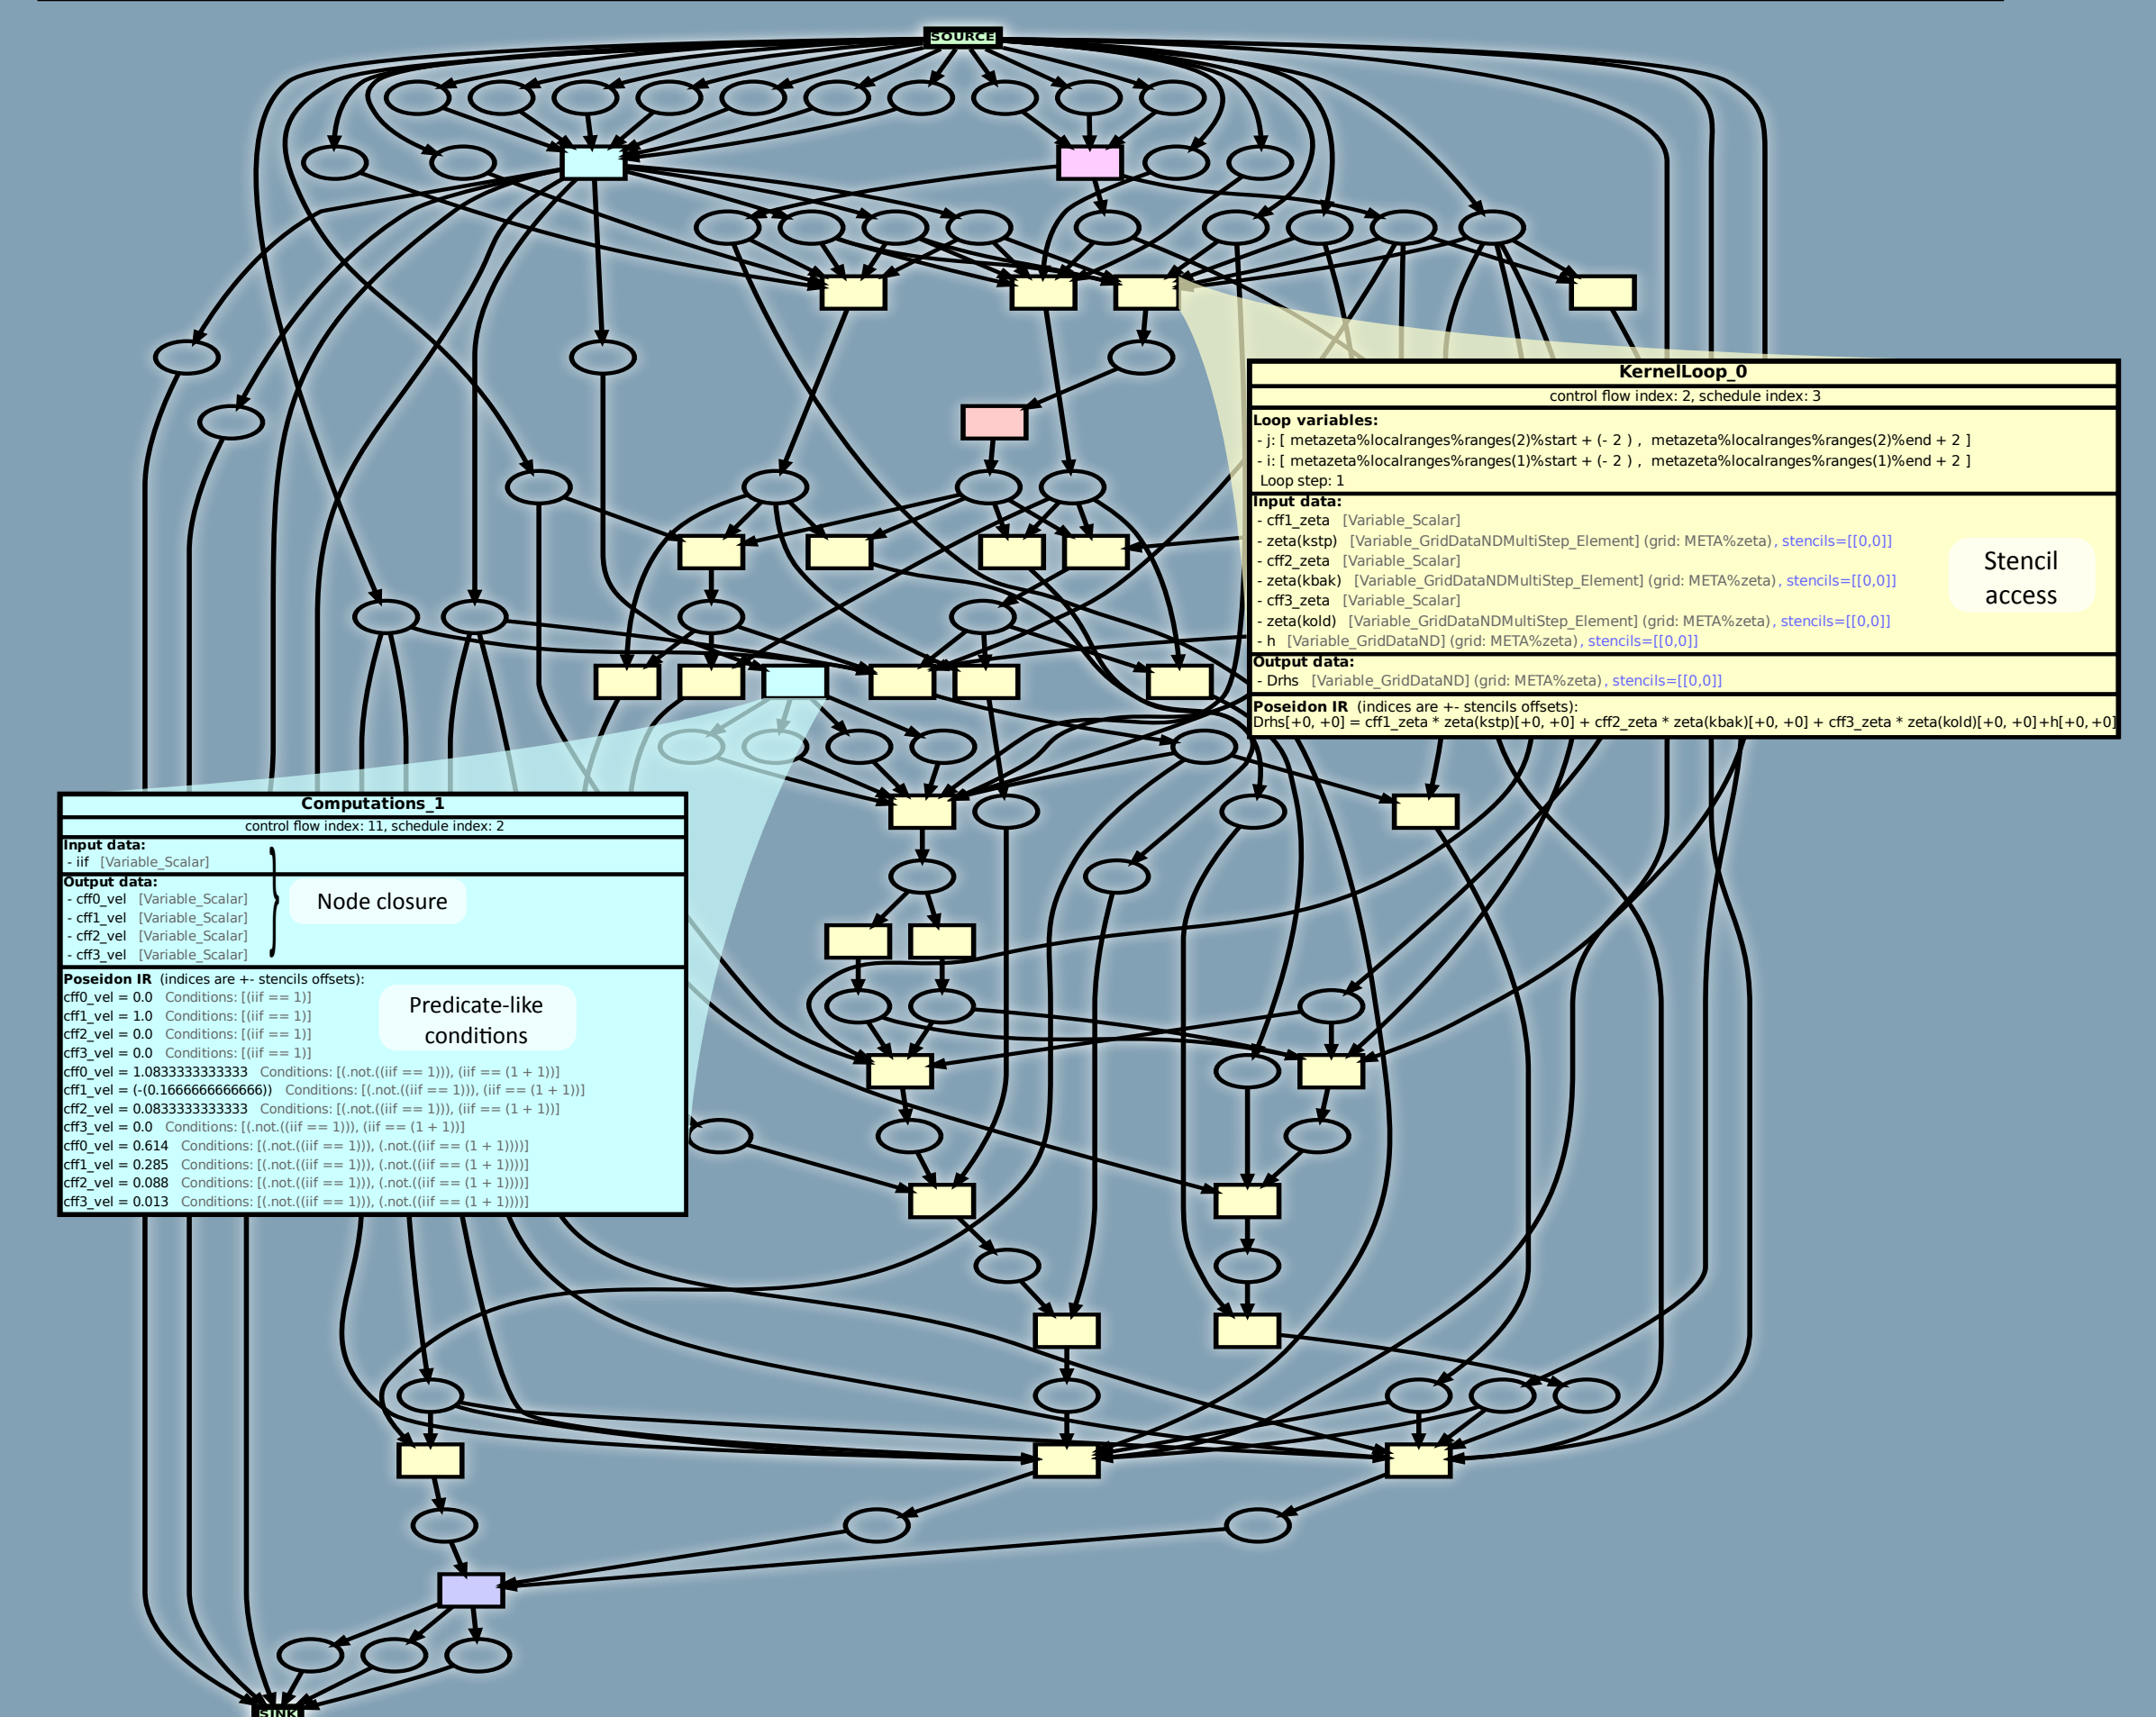 SOURCE
KernelLoop_0
control flow index: 2, schedule index: 3
Loop variables:
- j: [ metazeta%localranges%ranges(2)%start + (- 2 ) , metazeta%localranges%ranges(2)%end + 2 ]
- i: [ metazeta%localranges%ranges(1)%start + (- 2 ) , metazeta%localranges%ranges(1)%end + 2 ]
Loop step: 1
Input data:
- cff1_zeta [Variable_Scalar]
- zeta(kstp) [Variable_GridDataNDMultiStep_Element] (grid: META%zeta) , stencils=[[0,0]]
- cff2_zeta [Variable_Scalar]
- zeta(kbak) [Variable_GridDataNDMultiStep_Element] (grid: META%zeta) , stencils=[[0,0]]
- cff3_zeta [Variable_Scalar]
- zeta(kold) [Variable_GridDataNDMultiStep_Element] (grid: META%zeta) , stencils=[[0,0]]
- h [Variable_GridDataND] (grid: META%zeta) , stencils=[[0,0]]
Stencil
access
Output data:
- Drhs [Variable_GridDataND] (grid: META%zeta) , stencils=[[0,0]]
Poseidon IR (indices are +- stencils offsets):
Drhs[+0, +0] = cff1_zeta * zeta(kstp)[+0, +0] + cff2_zeta * zeta(kbak)[+0, +0] + cff3_zeta * zeta(kold)[+0, +0]+h[+0,+0]
Computations_1
control flow index: 11, schedule index: 2
Input data:
- iif [Variable_Scalar]
Output data:
- cff0_vel [Variable_Scalar]
- cff1_vel [Variable_Scalar]
- cff2_vel [Variable_Scalar]
- cff3_vel [Variable_Scalar]
Node closure
Poseidon IR (indices are +- stencils offsets):
cff0_vel = 0.0 Conditions: [(iif == 1)]
cff1_vel = 1.0 Conditions: [(iif == 1)]
cff2_vel = 0.0 Conditions: [(iif == 1)]
cff3_vel = 0.0 Conditions: [(iif == 1)]
Predicate-like
conditions
cff0_vel = 1.0833333333333 Conditions: [(.not.((iif == 1))), (iif == (1 + 1))]
cff1_vel = (-(0.1666666666666)) Conditions: [(.not.((iif == 1))), (iif == (1 + 1))]
cff2_vel = 0.0833333333333 Conditions: [(.not.((iif == 1))), (iif == (1 + 1))]
cff3_vel = 0.0 Conditions: [(.not.((iif == 1))), (iif == (1 + 1))]
cff0_vel = 0.614 Conditions: [(.not.((iif == 1))), (.not.((iif == (1 + 1))))]
cff1_vel = 0.285 Conditions: [(.not.((iif == 1))), (.not.((iif == (1 + 1))))]
cff2_vel = 0.088 Conditions: [(.not.((iif == 1))), (.not.((iif == (1 + 1))))]
cff3_vel = 0.013 Conditions: [(.not.((iif == 1))), (.not.((iif == (1 + 1))))]
SINK